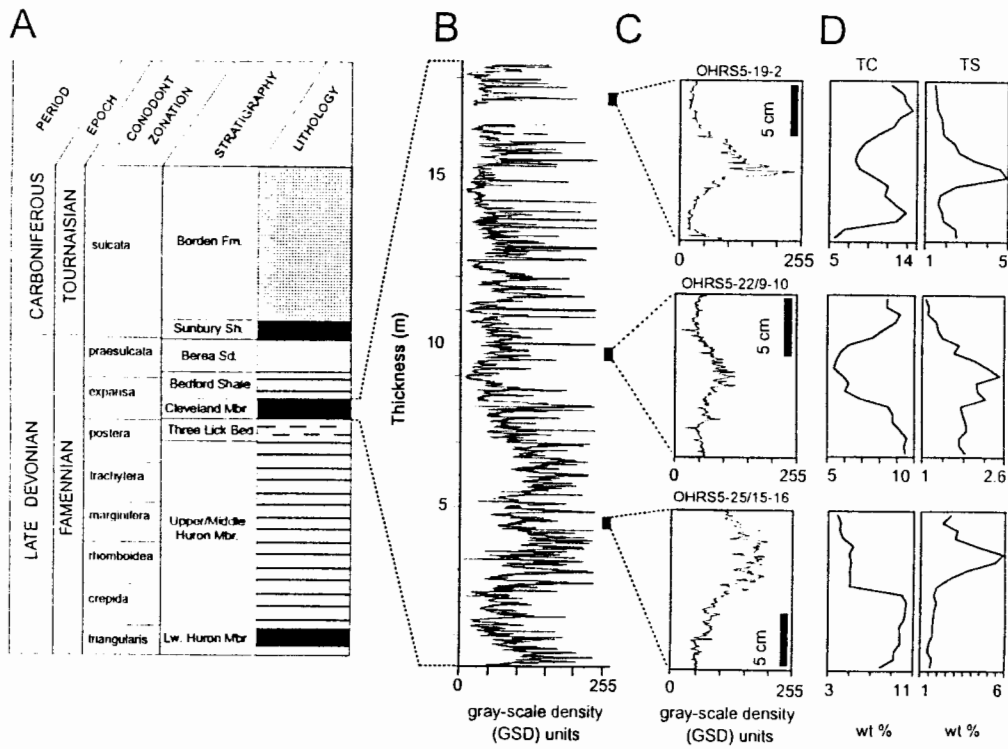 A
B
C
D
PERIOD
EPOCH
CONODONT
ZONATION
STRATIGRAPHY
LITHOLOGY
CARBONIFEROUS
LATE DEVONIAN
TOURNAISIAN
FAMENNIAN
sulcata
praesulcata
expansa
postera
trachytera
marginifera
rhomboidea
crepida
triangularis
Borden Fm.
Sunbury Sh.
Berea Sd.
Bedford Shale
Cleveland Mbr
Three Lick Bed
Upper/Middle
Huron Mbr.
Lw. Huron Mbr
Thickness (m)
15
10
5
0
255
gray-scale density
(GSD) units
OHRS5-19-2
5 cm
0
255
OHRS5-22/9-10
5 cm
0
255
OHRS5-25/15-16
5 cm
0
255
gray-scale density
(GSD) units
TC
TS
5
14
1
5
5
10
1
2.6
3
11
1
6
wt %
wt %